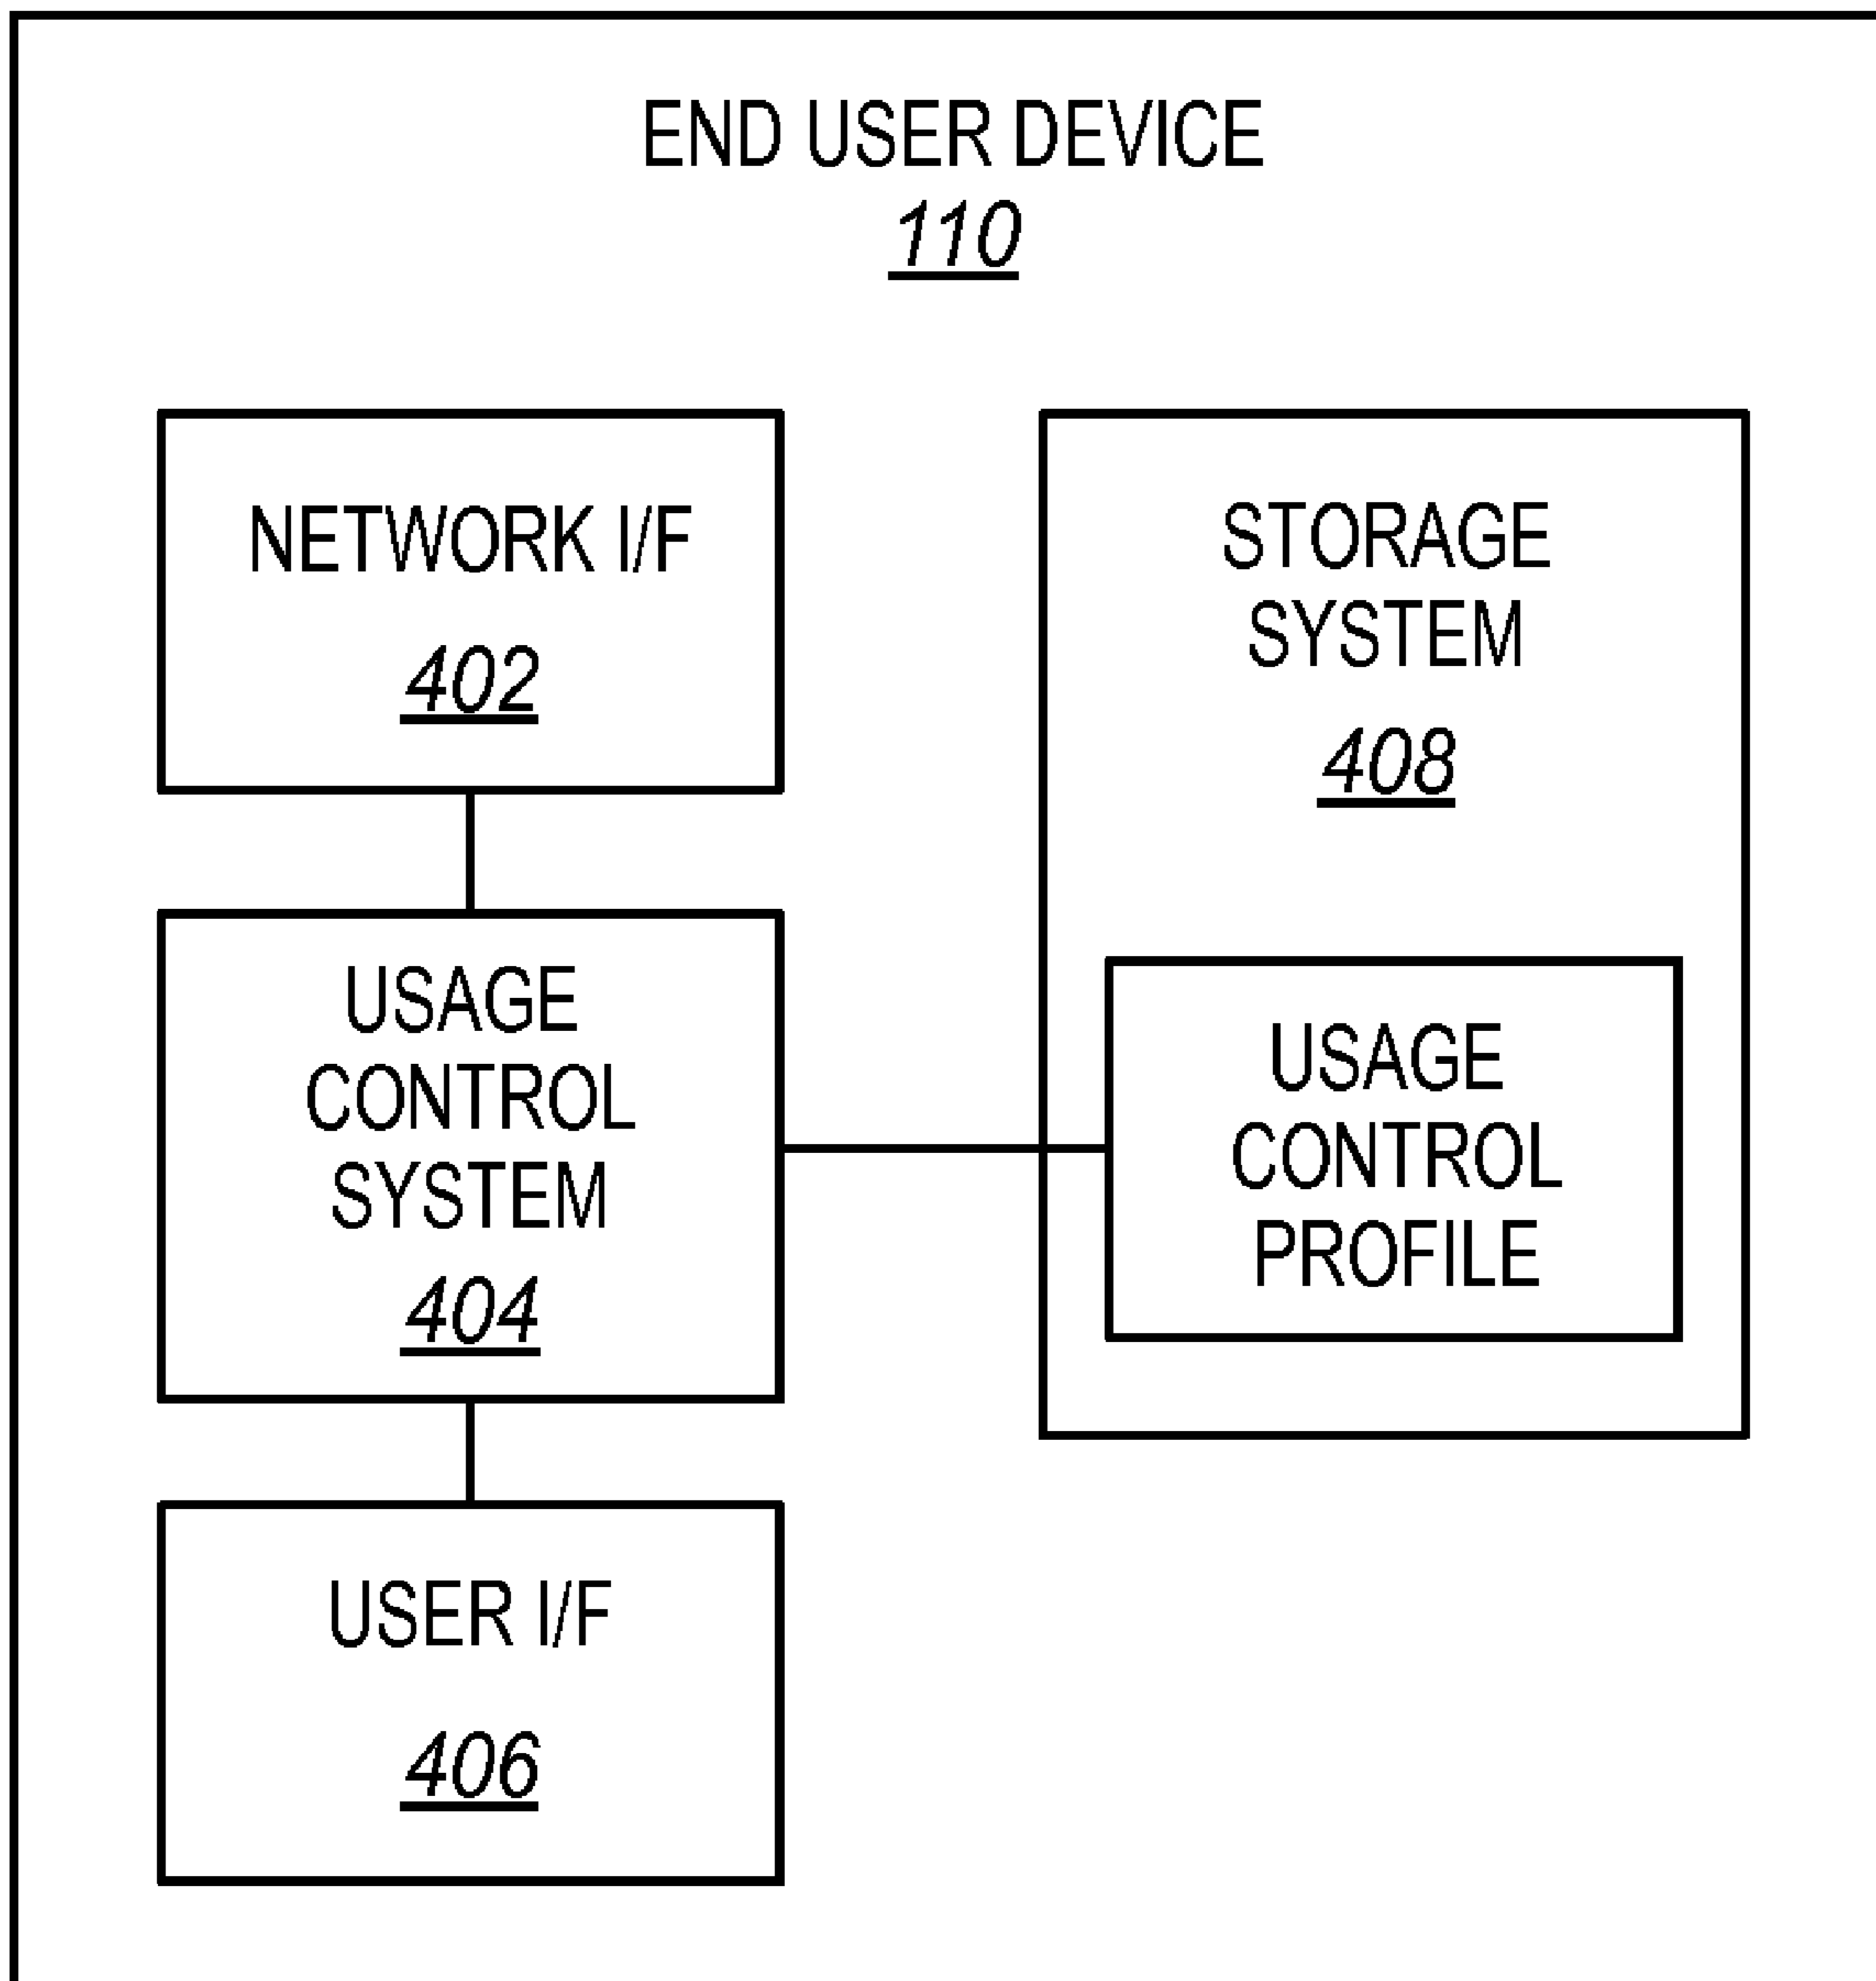 END USER DEVICE
110
NETWORK I/F
402
USAGE
CONTROL
SYSTEM
404
USER I/F
406
STORAGE
SYSTEM
408
USAGE
CONTROL
PROFILE